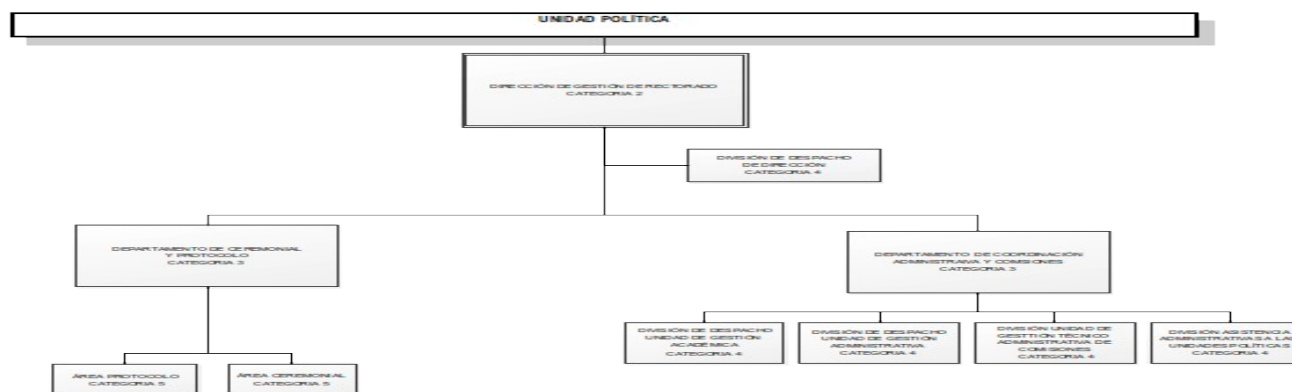 UNIDAD POLÍTICA
DIRECCIÓN DE GESTIÓN DE RECTORADO
CATEGORIA 2
DIVISIÓN DE DESPACHO
DE DIRECCIÓN
CATEGORIA 4
DEPARTAMENTO DE CEREMONIAL
Y PROTOCOLO
CATEGORIA 3
DEPARTAMENTO DE COORDINACIÓN
ADMINISTRATIVA Y COMISIONES
CATEGORIA 3
DIVISIÓN DE DESPACHO
UNIDAD DE GESTIÓN
ACADÉMICA
CATEGORIA 4
DIVISIÓN DE DESPACHO
UNIDAD DE GESTIÓN
ADMINISTRATIVA
CATEGORIA 4
DIVISIÓN UNIDAD DE
GESTTIÓN TÉCNICO
ADMINISTRATIVA DE
COMISIONES
CATEGORIA 4
DIVISIÓN ASISTENCIA
ADMINISTRATIVAS A LAS
UNIDADES POLÍTICAS
CATEGORIA 4
ÁREA PROTOCOLO
CATEGORIA 5
ÁREA CEREMONIAL
CATEGORIA 5